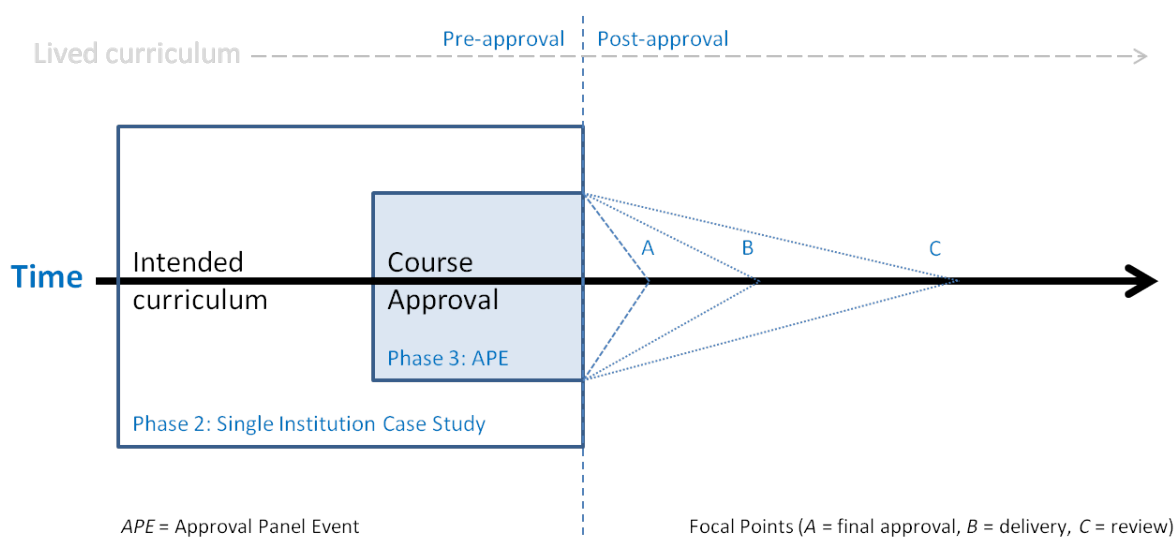 Pre-approval
Post-approval
Lived curriculum
A
B
C
Intended
curriculum
Course
Approval
Time
Phase 3: APE
Phase 2: Single Institution Case Study
APE = Approval Panel Event
Focal Points (A = final approval, B = delivery, C = review)